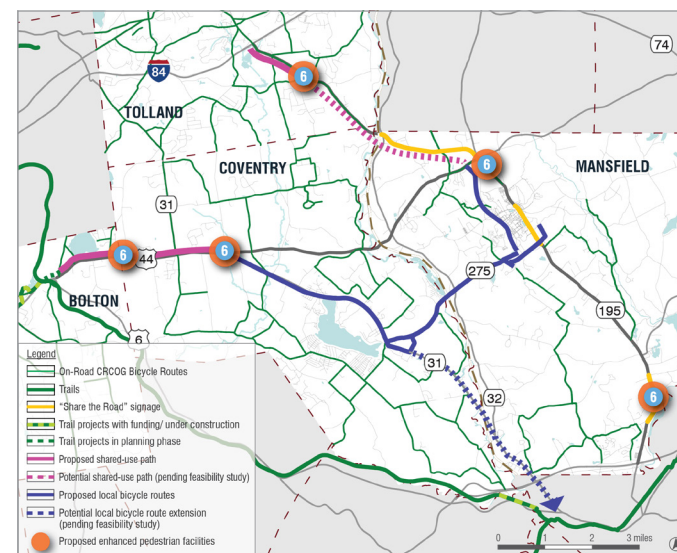 74
84
6
TOLLAND
COVENTRY
6
MANSFIELD
31
6
44
6
275
BOLTON
195
6
31
32
6
Legend
On-Road CRCOG Bicycle Routes
Trails
"Share the Road" signage
Trail projects with funding/ under construction
Trail projects in planning phase
Proposed shared-use path
Potential shared-use path (pending feasibility study)
Proposed local bicycle routes
Potential local bicycle route extension
(pending feasibility study)
6
Proposed enhanced pedestrian facilities
0 1 2 3 miles